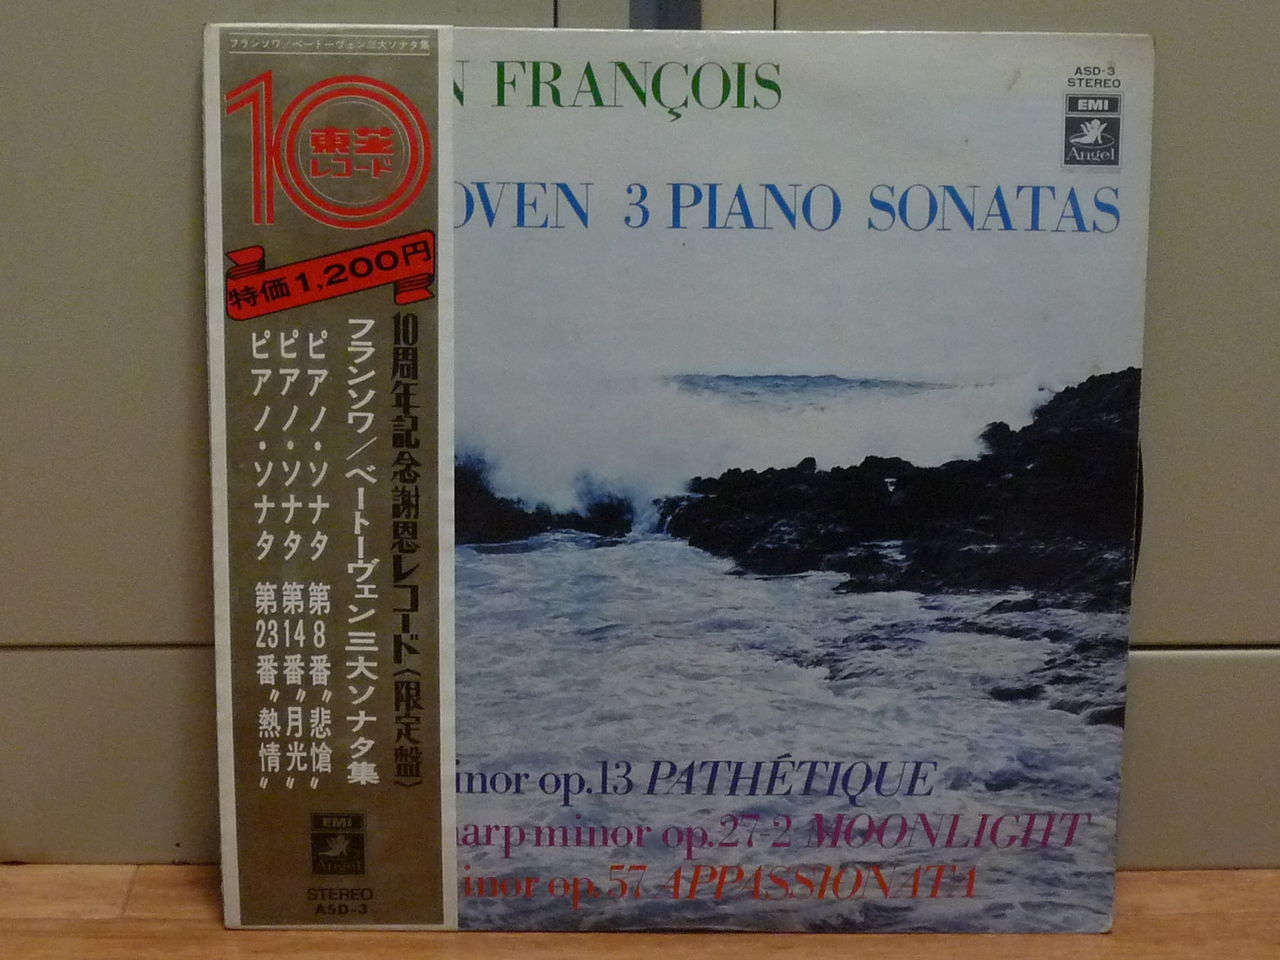 フランソワ／ベートーヴェン三大ソナタ集
10
東芝
レコード
特価1,200円
10周年記念謝恩レコード〈限定盤〉
フランソワ／ベートーヴェン三大ソナタ集
ピアノ・ソナタ 第8番〝悲愴〟
ピアノ・ソナタ 第14番〝月光〟
ピアノ・ソナタ 第23番〝熱情〟
EMI
Angel
STEREO
ASD-3
N FRANÇOIS
ASD-3
STEREO
EMI
Angel
OVEN 3 PIANO SONATAS
inor op.13 PATHÉTIQUE
harp minor op.27-2 MOONLIGHT
inor op.57 APPASSIONATA